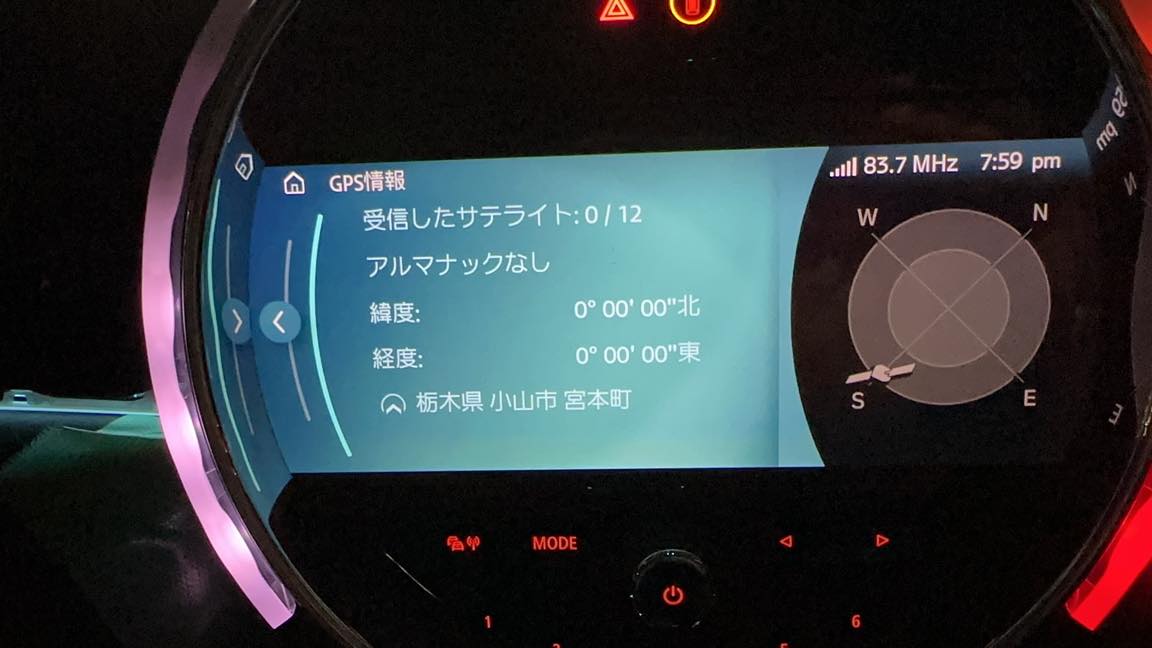 GPS情報
83.7 MHz 7:59 pm
受信したサテライト: 0 / 12
アルマナックなし
緯度: 0° 00' 00"北
経度: 0° 00' 00"東
栃木県 小山市 宮本町
W N
S E
59 pm
N
E
MODE
1 6